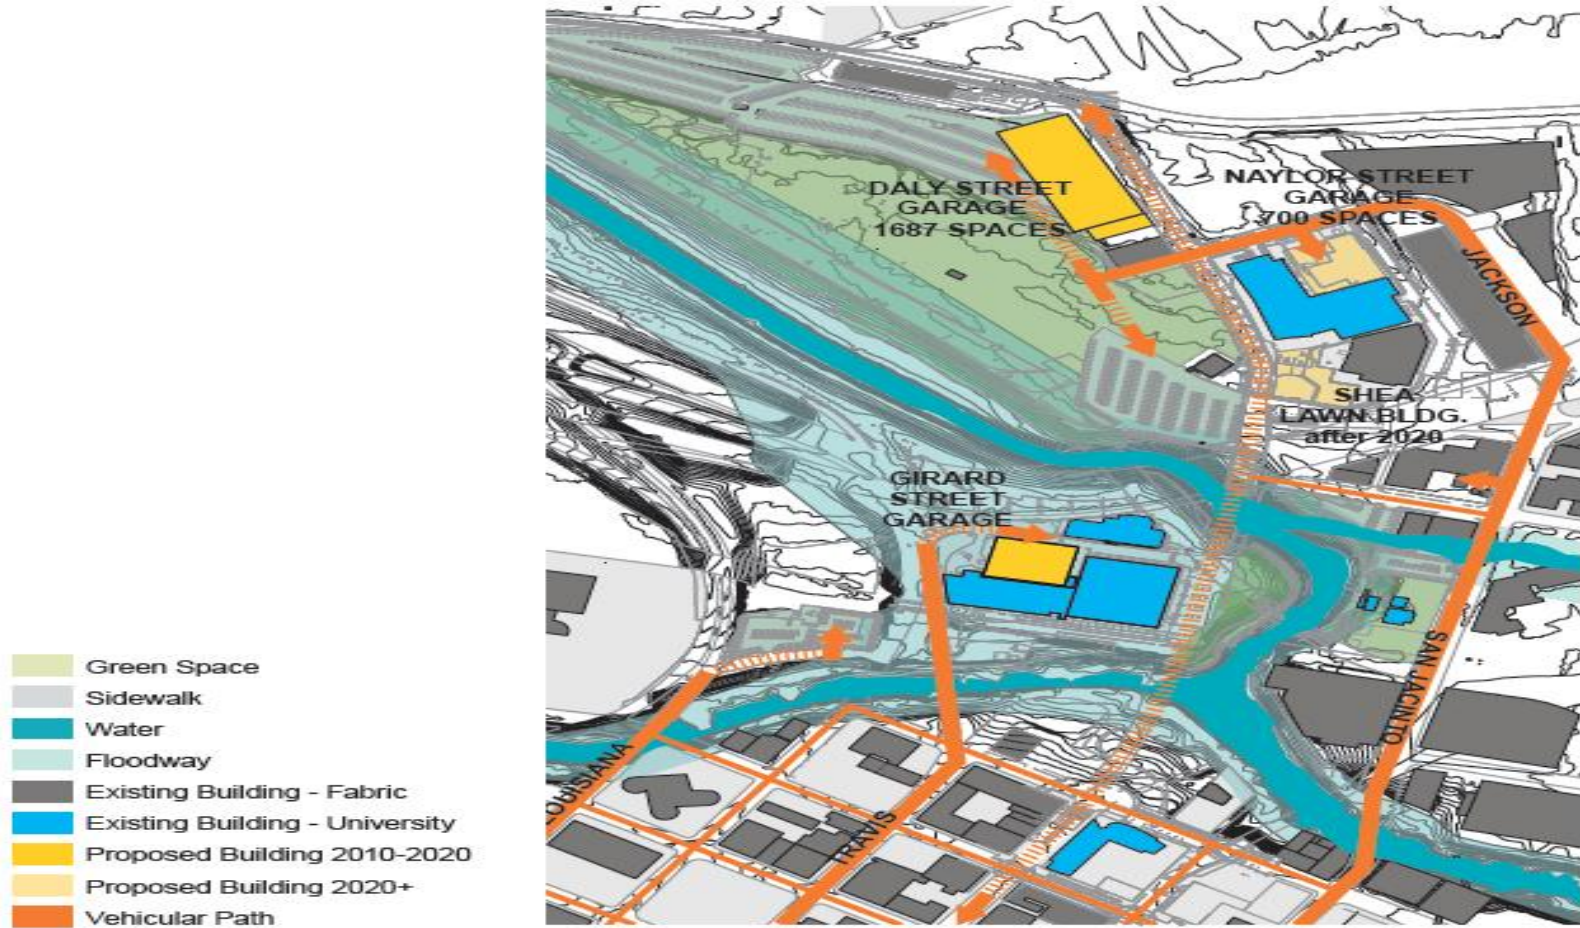 DALY STREET
GARAGE
1687 SPACES
NAYLOR STREET
GARAGE
700 SPACES
JACKSON
SHEA
LAWN BLDG.
after 2020
GIRARD
STREET
GARAGE
SAN JACINTO
LOUISIANA
TRAVIS
Green Space
Sidewalk
Water
Floodway
Existing Building - Fabric
Existing Building - University
Proposed Building 2010-2020
Proposed Building 2020+
Vehicular Path